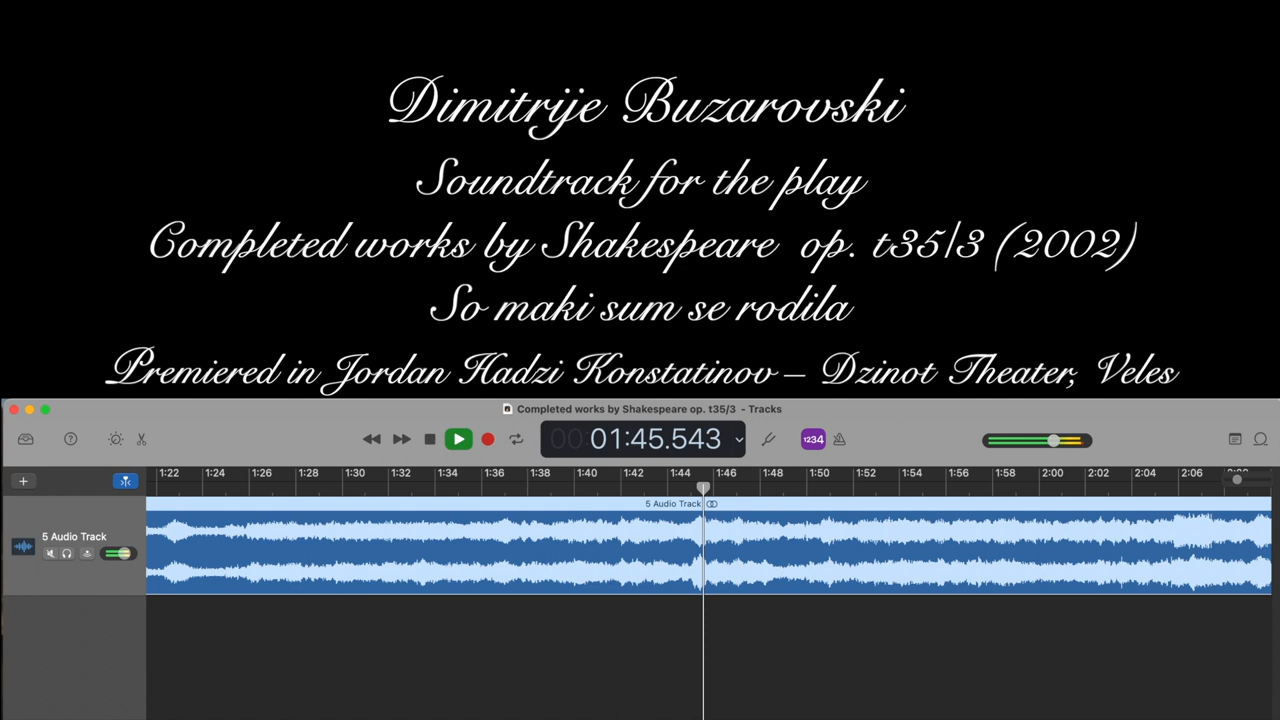 Dimitrije Buzarovski
Soundtrack for the play
Completed works by Shakespeare op. t35/3 (2002)
So maki sum se rodila
Premiered in Jordan Hadzi Konstatinov – Dzinot Theater, Veles
Completed works by Shakespeare op. t35/3 - Tracks
00:01:45.543
1234
1:22 1:24 1:26 1:28 1:30 1:32 1:34 1:36 1:38 1:40 1:42 1:44 1:46 1:48 1:50 1:52 1:54 1:56 1:58 2:00 2:02 2:04 2:06
5 Audio Track
5 Audio Track